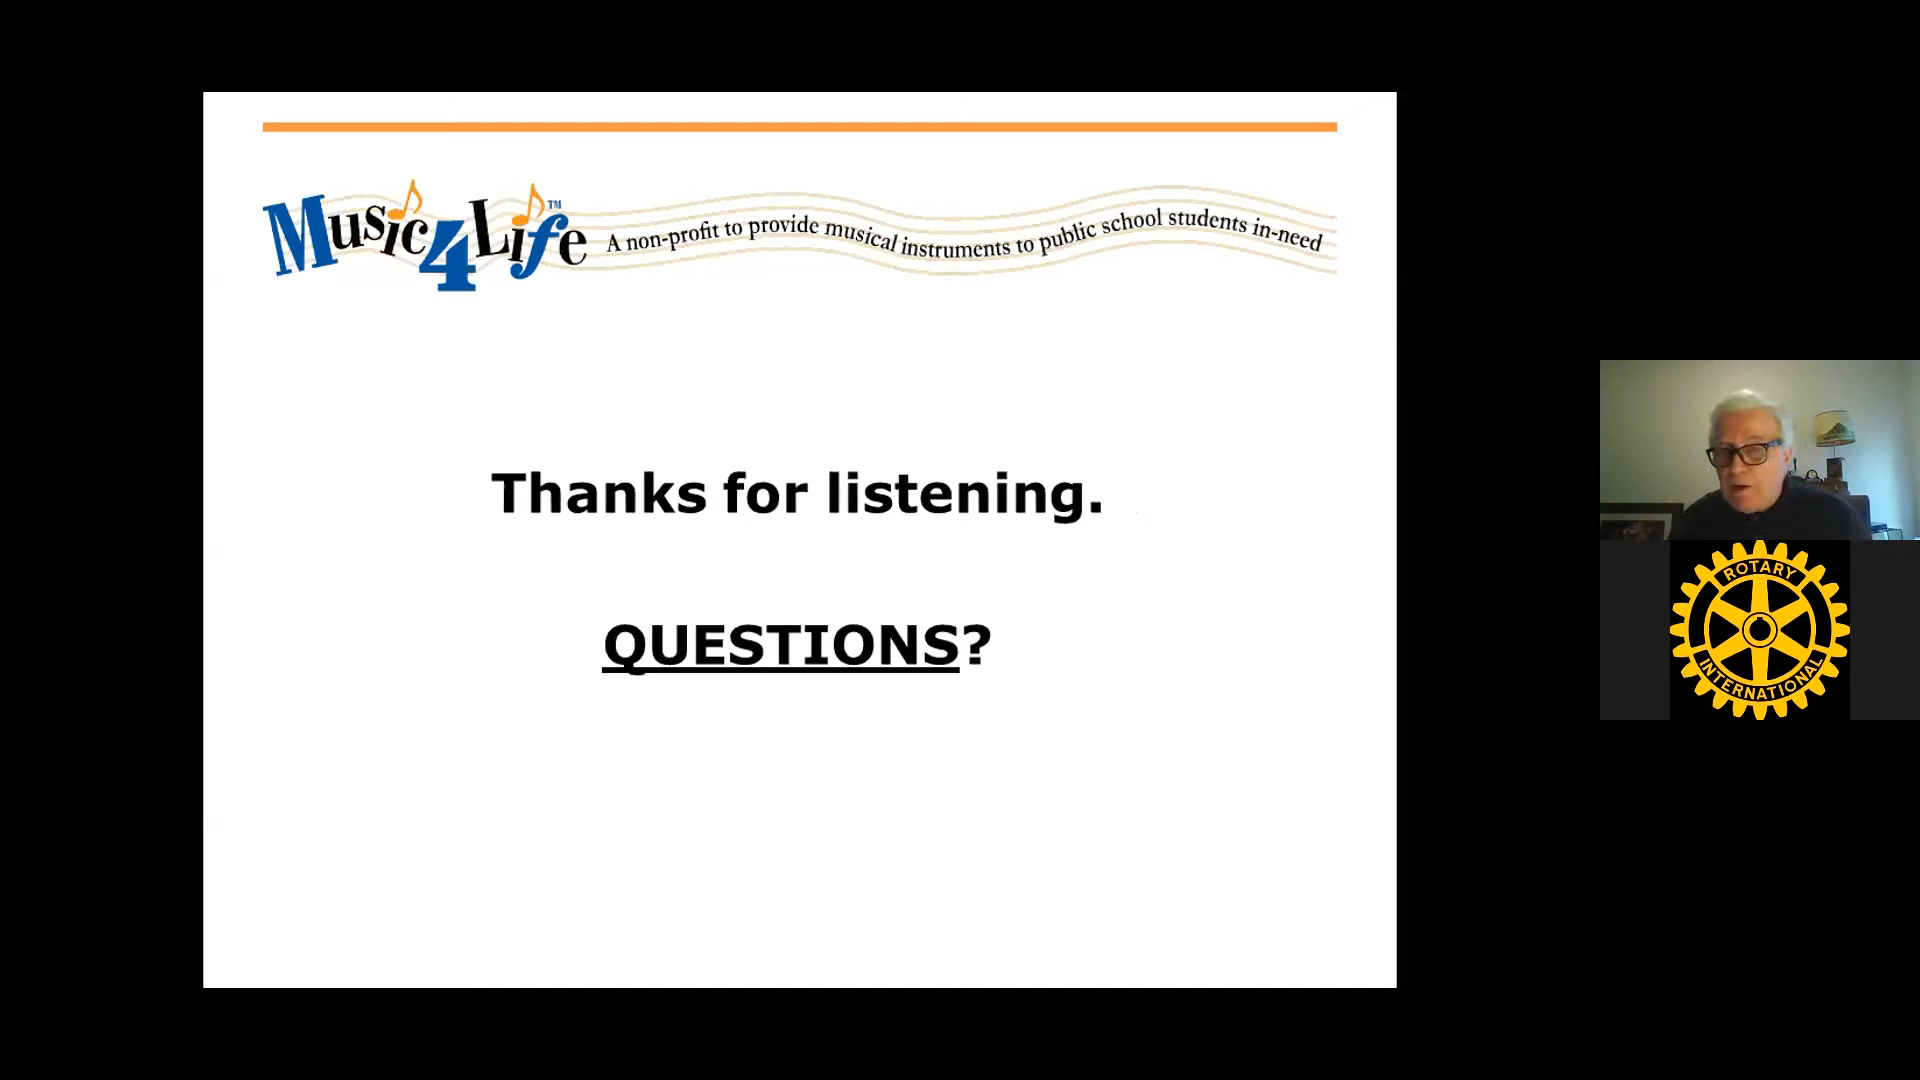 Music4Life™
A non-profit to provide musical instruments to public school students in-need
Thanks for listening.
QUESTIONS?
ROTARY
INTERNATIONAL